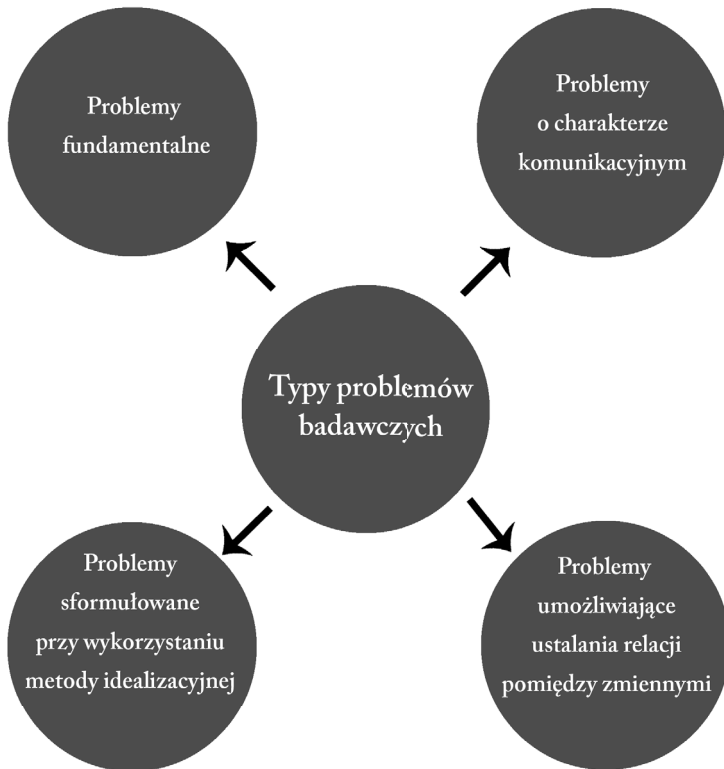 Problemy
fundamentalne
Problemy
o charakterze
komunikacyjnym
Typy problemów
badawczych
Problemy
sformułowane
przy wykorzystaniu
metody idealizacyjnej
Problemy
umożliwiające
ustalania relacji
pomiędzy zmiennymi